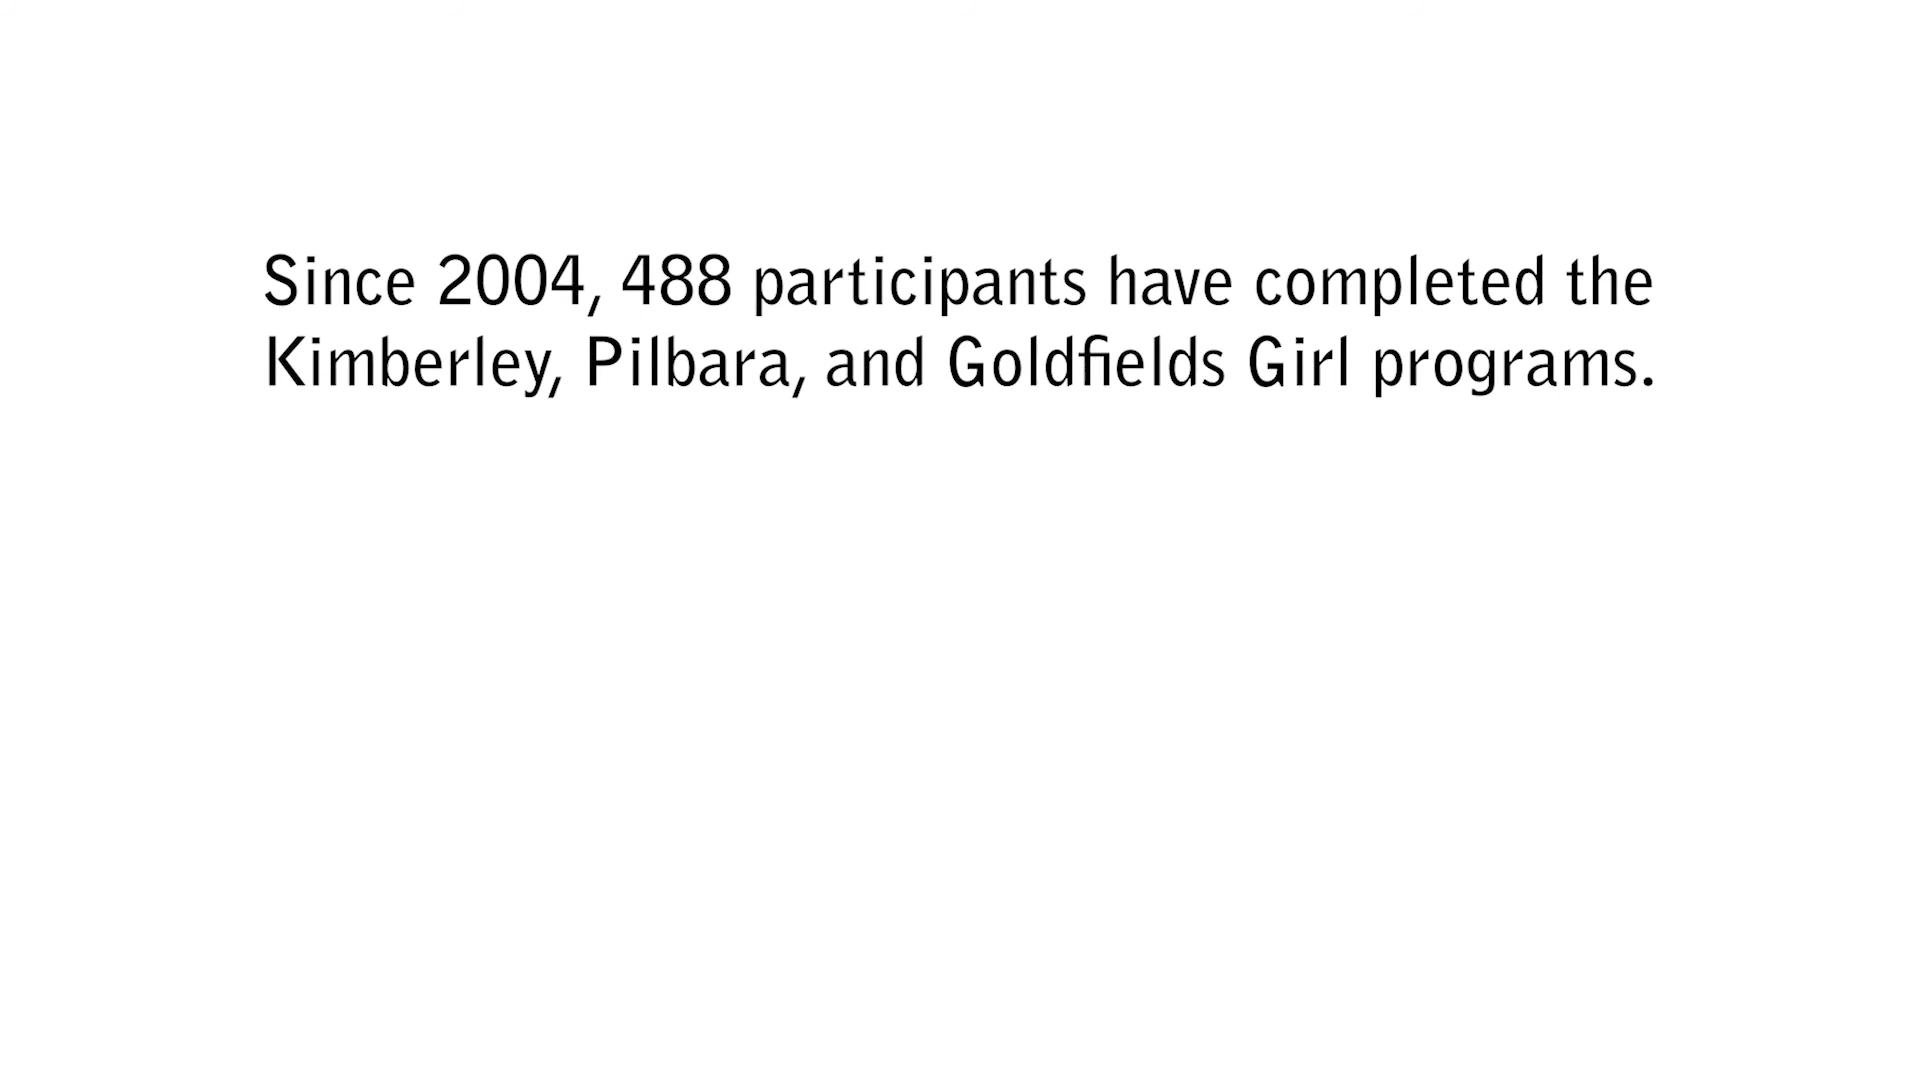 Since 2004, 488 participants have completed the
Kimberley, Pilbara, and Goldfields Girl programs.